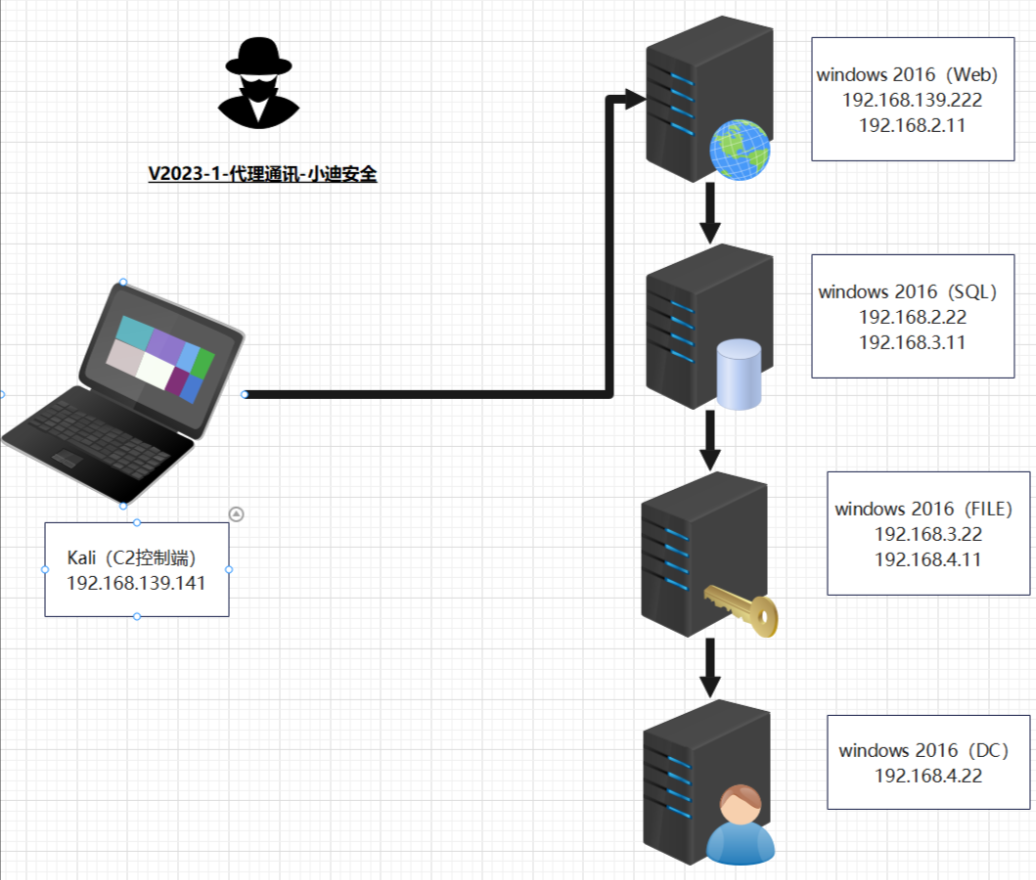 V2023-1-代理通讯-小迪安全
windows 2016（Web）
192.168.139.222
192.168.2.11
windows 2016（SQL）
192.168.2.22
192.168.3.11
windows 2016（FILE）
192.168.3.22
192.168.4.11
Kali（C2控制端）
192.168.139.141
windows 2016（DC）
192.168.4.22